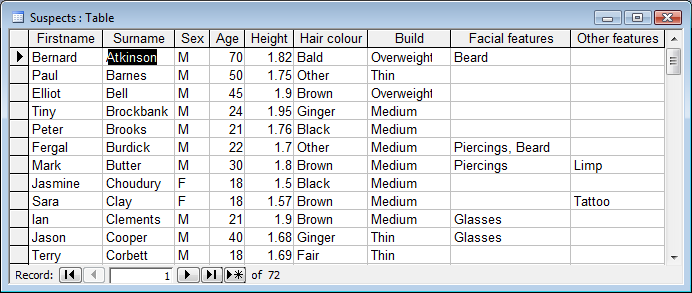 Suspects : Table
Firstname Surname Sex Age Height Hair colour Build Facial features Other features
Bernard Atkinson M 70 1.82 Bald Overweight Beard
Paul Barnes M 50 1.75 Other Thin
Elliot Bell M 45 1.9 Brown Overweight
Tiny Brockbank M 24 1.95 Ginger Medium
Peter Brooks M 21 1.76 Black Medium
Fergal Burdick M 22 1.7 Other Medium Piercings, Beard
Mark Butter M 30 1.8 Brown Medium Piercings Limp
Jasmine Choudury F 18 1.5 Black Medium
Sara Clay F 18 1.57 Brown Medium Tattoo
Ian Clements M 21 1.9 Brown Medium Glasses
Jason Cooper M 40 1.68 Ginger Thin Glasses
Terry Corbett M 18 1.69 Fair Thin
Record: 1 of 72